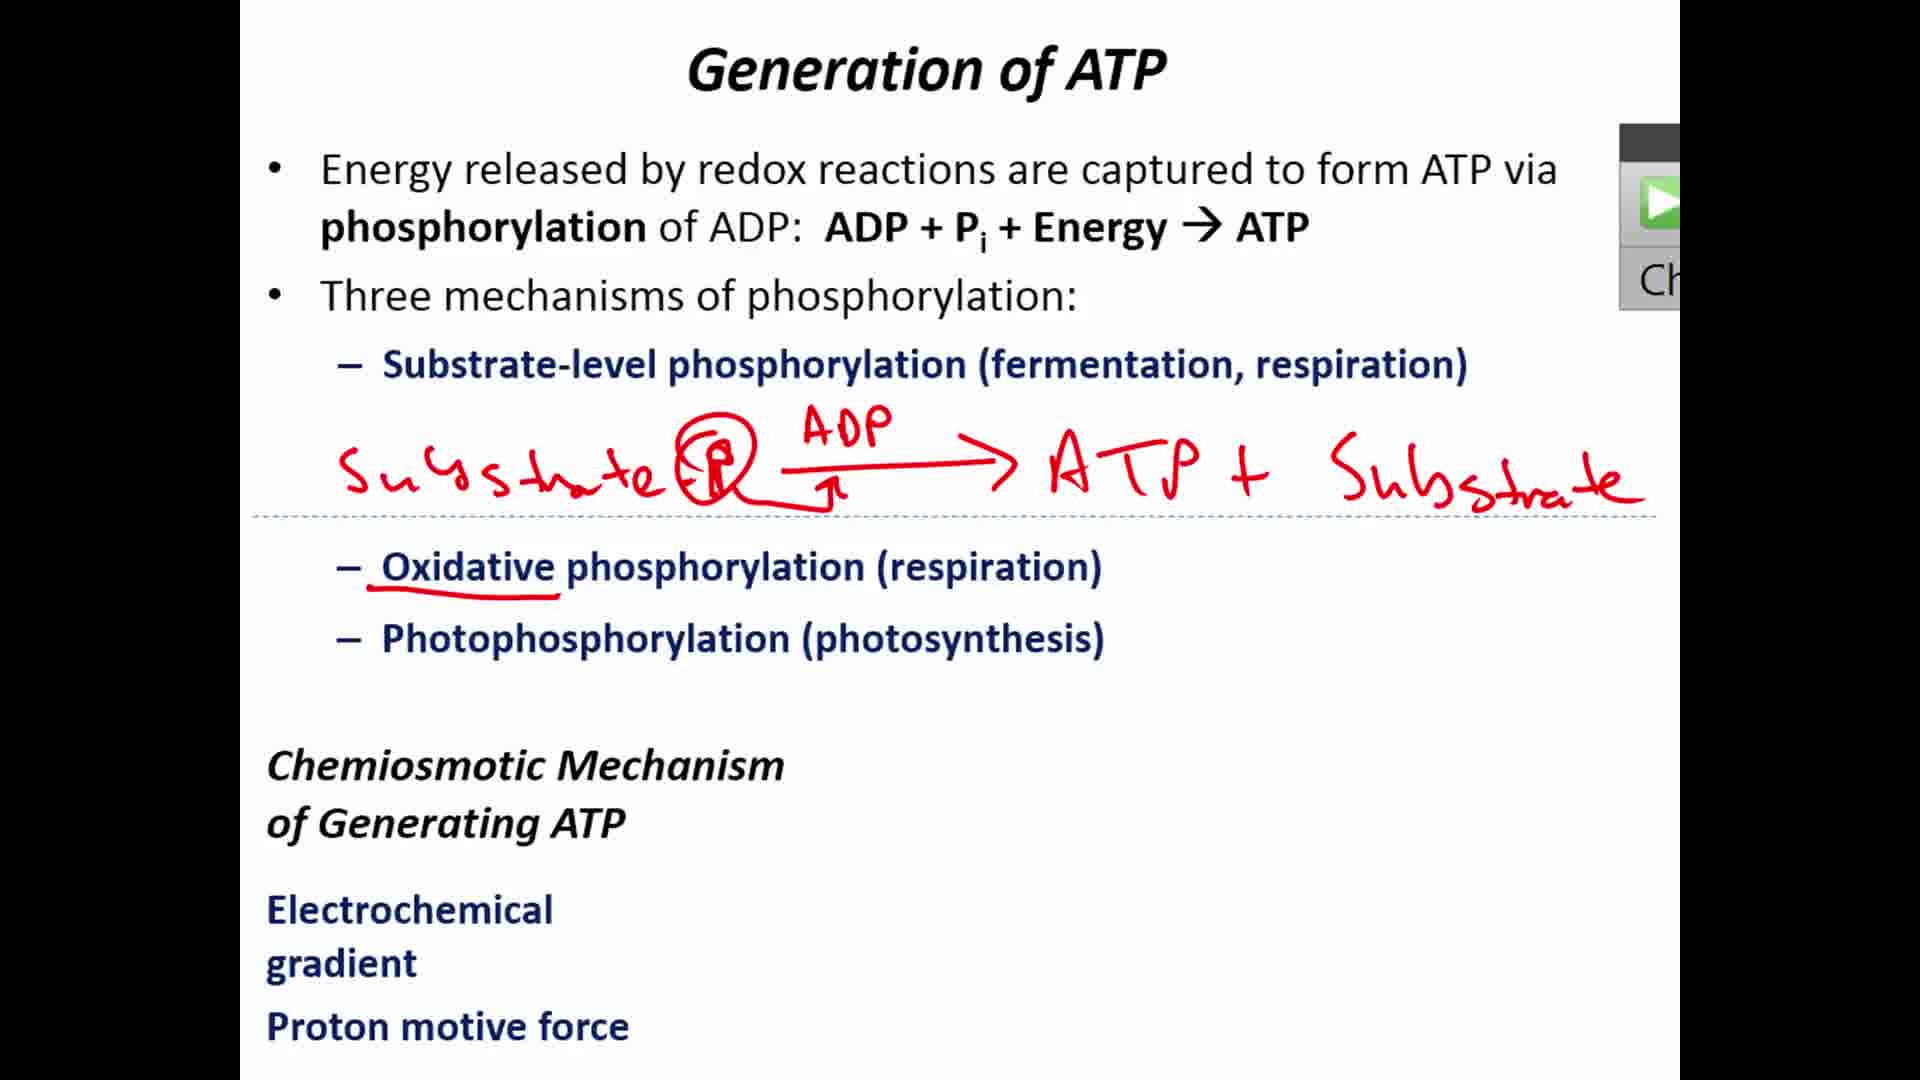 Generation of ATP
• Energy released by redox reactions are captured to form ATP via
phosphorylation of ADP: ADP + Pi + Energy → ATP
• Three mechanisms of phosphorylation:
– Substrate-level phosphorylation (fermentation, respiration)
ADP
Substrate -P → ATP + Substrate
– Oxidative phosphorylation (respiration)
– Photophosphorylation (photosynthesis)
Chemiosmotic Mechanism
of Generating ATP
Electrochemical
gradient
Proton motive force
Ch